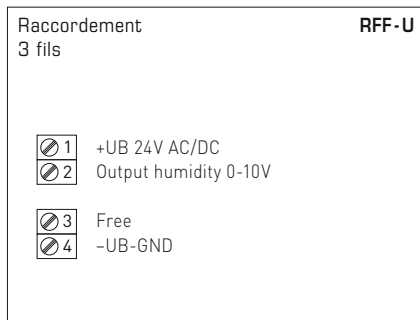 Raccordement RFF-U
3 fils
1 +UB 24V AC/DC
2 Output humidity 0-10V
3 Free
4 –UB-GND